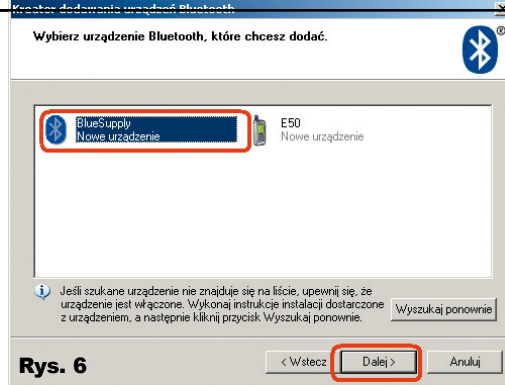 Kreator dodawania urządzeń Bluetooth
Wybierz urządzenie Bluetooth, które chcesz dodać.
®
BlueSupply
Nowe urządzenie
E50
Nowe urządzenie
Jeśli szukane urządzenie nie znajduje się na liście, upewnij się, że
urządzenie jest włączone. Wykonaj instrukcje instalacji dostarczone
z urządzeniem, a następnie kliknij przycisk Wyszukaj ponownie.
Wyszukaj ponownie
Rys. 6
< Wstecz
Dalej >
Anuluj